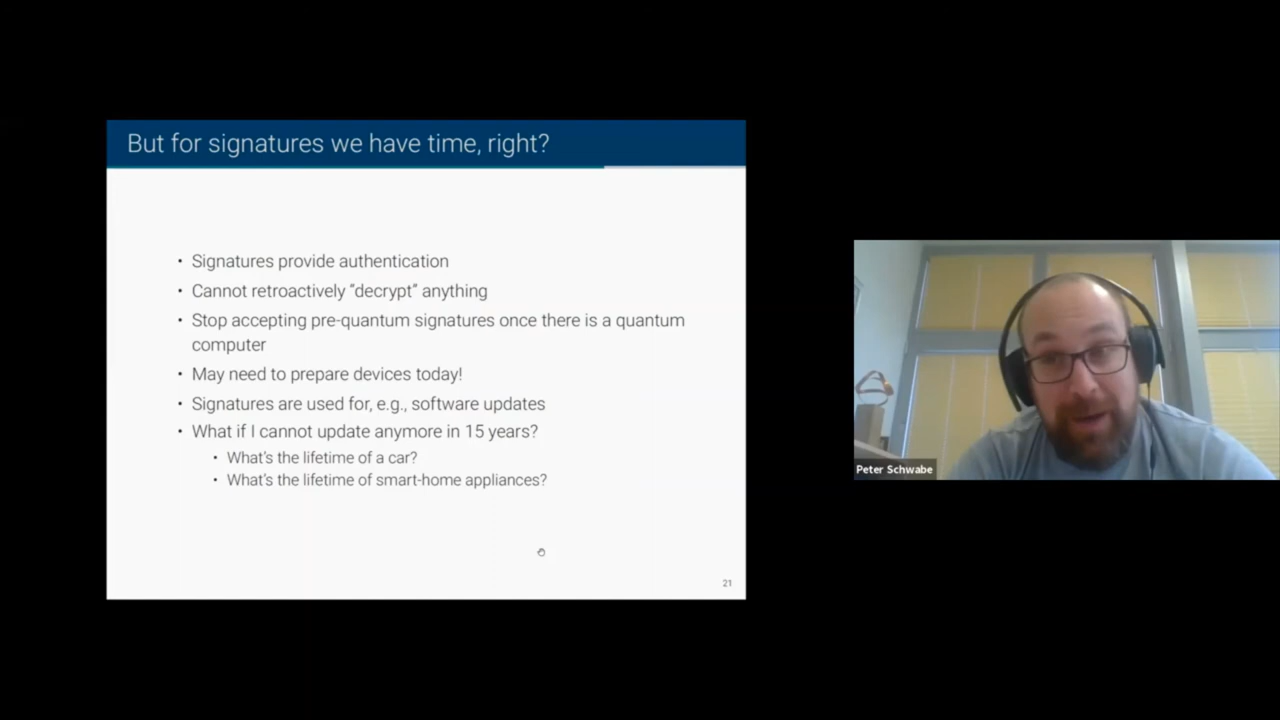 But for signatures we have time, right?
• Signatures provide authentication
• Cannot retroactively “decrypt” anything
• Stop accepting pre-quantum signatures once there is a quantum
computer
• May need to prepare devices today!
• Signatures are used for, e.g., software updates
• What if I cannot update anymore in 15 years?
• What's the lifetime of a car?
• What's the lifetime of smart-home appliances?
21
Peter Schwabe